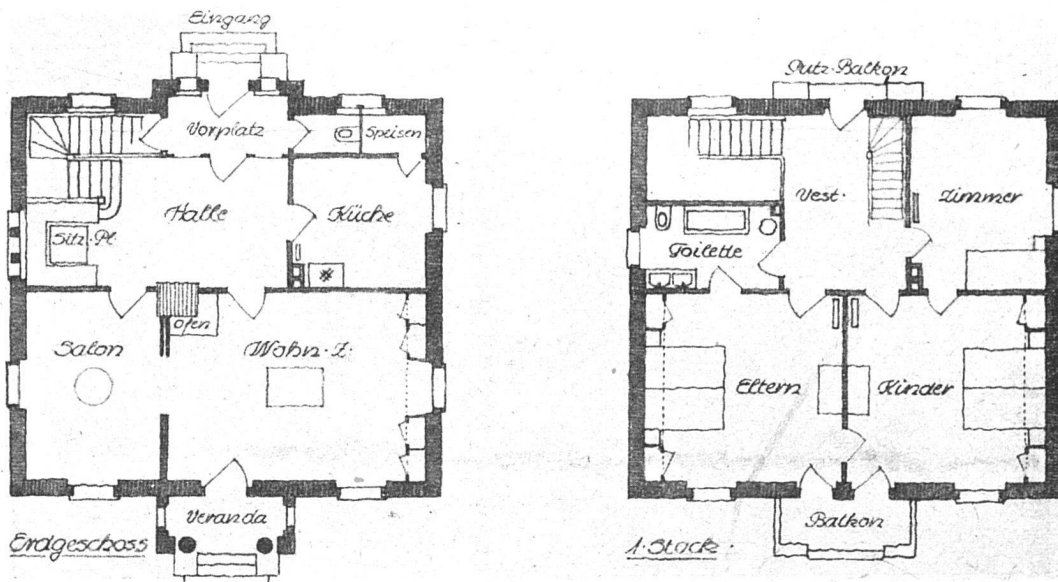 Eingang
Vorplatz
Speisen
Halle
Küche
Sitz-Pl.
Ofen
Salon
Wohn-Z.
Veranda
Erdgeschoss
Putz-Balkon
Vest.
Zimmer
Toilette
Eltern
Kinder
Balkon
1. Stock